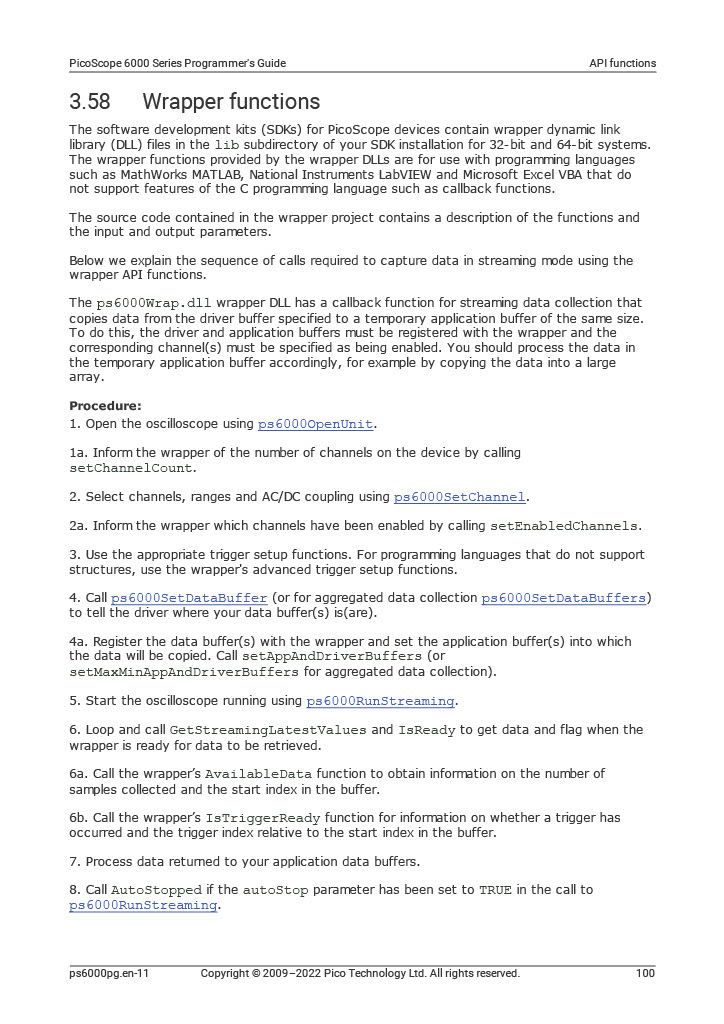 PicoScope 6000 Series Programmer's Guide
API functions
3.58 Wrapper functions
The software development kits (SDKs) for PicoScope devices contain wrapper dynamic link
library (DLL) files in the lib subdirectory of your SDK installation for 32-bit and 64-bit systems.
The wrapper functions provided by the wrapper DLLs are for use with programming languages
such as MathWorks MATLAB, National Instruments LabVIEW and Microsoft Excel VBA that do
not support features of the C programming language such as callback functions.
The source code contained in the wrapper project contains a description of the functions and
the input and output parameters.
Below we explain the sequence of calls required to capture data in streaming mode using the
wrapper API functions.
The ps6000Wrap.dll wrapper DLL has a callback function for streaming data collection that
copies data from the driver buffer specified to a temporary application buffer of the same size.
To do this, the driver and application buffers must be registered with the wrapper and the
corresponding channel(s) must be specified as being enabled. You should process the data in
the temporary application buffer accordingly, for example by copying the data into a large
array.
Procedure:
1. Open the oscilloscope using ps6000OpenUnit.
1a. Inform the wrapper of the number of channels on the device by calling
setChannelCount.
2. Select channels, ranges and AC/DC coupling using ps6000SetChannel.
2a. Inform the wrapper which channels have been enabled by calling setEnabledChannels.
3. Use the appropriate trigger setup functions. For programming languages that do not support
structures, use the wrapper's advanced trigger setup functions.
4. Call ps6000SetDataBuffer (or for aggregated data collection ps6000SetDataBuffers)
to tell the driver where your data buffer(s) is(are).
4a. Register the data buffer(s) with the wrapper and set the application buffer(s) into which
the data will be copied. Call setAppAndDriverBuffers (or
setMaxMinAppAndDriverBuffers for aggregated data collection).
5. Start the oscilloscope running using ps6000RunStreaming.
6. Loop and call GetStreamingLatestValues and IsReady to get data and flag when the
wrapper is ready for data to be retrieved.
6a. Call the wrapper’s AvailableData function to obtain information on the number of
samples collected and the start index in the buffer.
6b. Call the wrapper’s IsTriggerReady function for information on whether a trigger has
occurred and the trigger index relative to the start index in the buffer.
7. Process data returned to your application data buffers.
8. Call AutoStopped if the autoStop parameter has been set to TRUE in the call to
ps6000RunStreaming.
ps6000pg.en-11
Copyright © 2009–2022 Pico Technology Ltd. All rights reserved.
100